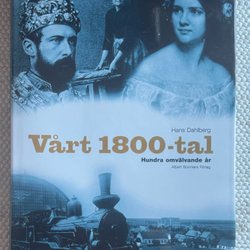 Hans Dahlberg
Vårt 1800-tal
Hundra omvälvande år
Albert Bonniers Förlag